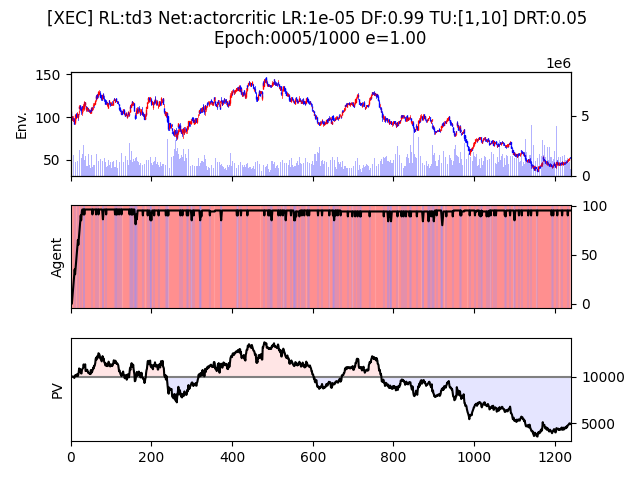 [XEC] RL:td3 Net:actorcritic LR:1e-05 DF:0.99 TU:[1,10] DRT:0.05
Epoch:0005/1000 e=1.00
1e6
150
100
50
Env.
5
0
Agent
100
50
0
PV
10000
5000
0 200 400 600 800 1000 1200